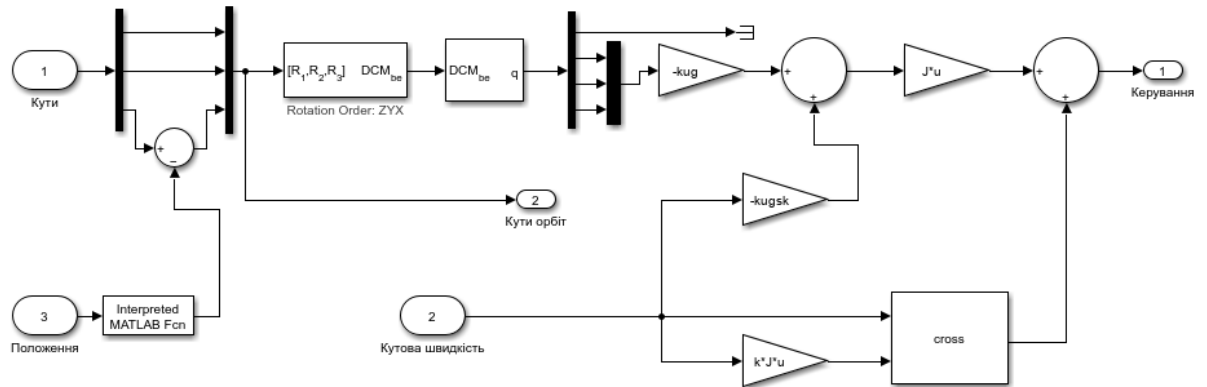 1
Кути
+
−
[R1,R2,R3] DCMbe
Rotation Order: ZYX
DCMbe q
-kug
+
+
J*u
+
+
1
Керування
2
Кути орбіт
-kugsk
3
Положення
Interpreted
MATLAB Fcn
2
Кутова швидкість
k*J*u
cross